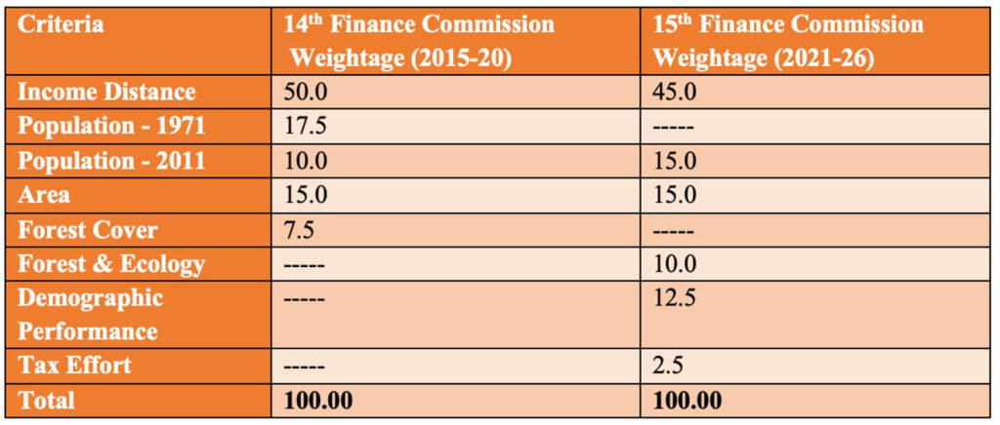 Criteria 14th Finance Commission Weightage (2015-20) 15th Finance Commission Weightage (2021-26)
Income Distance 50.0 45.0
Population - 1971 17.5 -----
Population - 2011 10.0 15.0
Area 15.0 15.0
Forest Cover 7.5 -----
Forest & Ecology ----- 10.0
Demographic Performance ----- 12.5
Tax Effort ----- 2.5
Total 100.00 100.00